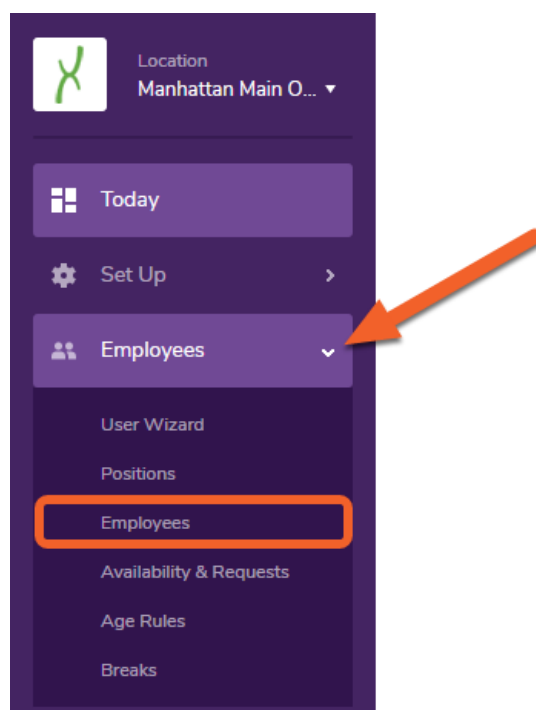 Location
Manhattan Main O...
Today
Set Up
Employees
User Wizard
Positions
Employees
Availability & Requests
Age Rules
Breaks